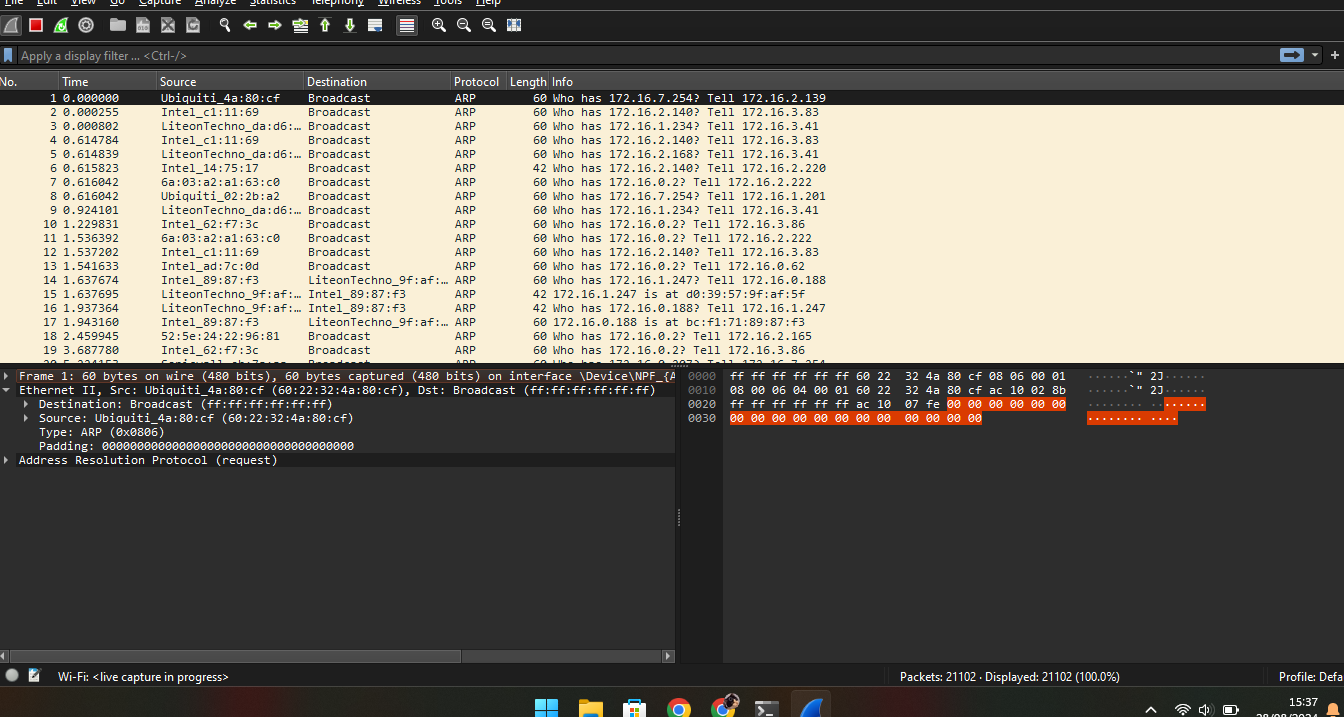 File Edit View Go Capture Analyze Statistics Telephony Wireless Tools Help
Apply a display filter … <Ctrl-/>
No. Time Source Destination Protocol Length Info
1 0.000000 Ubiquiti_4a:80:cf Broadcast ARP 60 Who has 172.16.7.254? Tell 172.16.2.139
2 0.000255 Intel_c1:11:69 Broadcast ARP 60 Who has 172.16.2.140? Tell 172.16.3.83
3 0.000802 LiteonTechno_da:d6:… Broadcast ARP 60 Who has 172.16.1.234? Tell 172.16.3.41
4 0.614784 Intel_c1:11:69 Broadcast ARP 60 Who has 172.16.2.140? Tell 172.16.3.83
5 0.614839 LiteonTechno_da:d6:… Broadcast ARP 60 Who has 172.16.2.168? Tell 172.16.3.41
6 0.615823 Intel_14:75:17 Broadcast ARP 42 Who has 172.16.2.140? Tell 172.16.2.220
7 0.616042 6a:03:a2:a1:63:c0 Broadcast ARP 60 Who has 172.16.0.2? Tell 172.16.2.222
8 0.616042 Ubiquiti_02:2b:a2 Broadcast ARP 60 Who has 172.16.7.254? Tell 172.16.1.201
9 0.924101 LiteonTechno_da:d6:… Broadcast ARP 60 Who has 172.16.1.234? Tell 172.16.3.41
10 1.229831 Intel_62:f7:3c Broadcast ARP 60 Who has 172.16.0.2? Tell 172.16.3.86
11 1.536392 6a:03:a2:a1:63:c0 Broadcast ARP 60 Who has 172.16.0.2? Tell 172.16.2.222
12 1.537202 Intel_c1:11:69 Broadcast ARP 60 Who has 172.16.2.140? Tell 172.16.3.83
13 1.541633 Intel_ad:7c:0d Broadcast ARP 60 Who has 172.16.0.2? Tell 172.16.0.62
14 1.637674 Intel_89:87:f3 LiteonTechno_9f:af:… ARP 60 Who has 172.16.1.247? Tell 172.16.0.188
15 1.637695 LiteonTechno_9f:af:… Intel_89:87:f3 ARP 42 172.16.1.247 is at d0:39:57:9f:af:5f
16 1.937364 LiteonTechno_9f:af:… Intel_89:87:f3 ARP 42 Who has 172.16.0.188? Tell 172.16.1.247
17 1.943160 Intel_89:87:f3 LiteonTechno_9f:af:… ARP 60 172.16.0.188 is at bc:f1:71:89:87:f3
18 2.459945 52:5e:24:22:96:81 Broadcast ARP 60 Who has 172.16.0.2? Tell 172.16.2.165
19 3.687780 Intel_62:f7:3c Broadcast ARP 60 Who has 172.16.0.2? Tell 172.16.3.86
Frame 1: 60 bytes on wire (480 bits), 60 bytes captured (480 bits) on interface \Device\NPF_{A
Ethernet II, Src: Ubiquiti_4a:80:cf (60:22:32:4a:80:cf), Dst: Broadcast (ff:ff:ff:ff:ff:ff)
Destination: Broadcast (ff:ff:ff:ff:ff:ff)
Source: Ubiquiti_4a:80:cf (60:22:32:4a:80:cf)
Type: ARP (0x0806)
Padding: 000000000000000000000000000000000000
Address Resolution Protocol (request)
0000 ff ff ff ff ff ff 60 22 32 4a 80 cf 08 06 00 01 ······`" 2J······
0010 08 00 06 04 00 01 60 22 32 4a 80 cf ac 10 02 8b ······`" 2J······
0020 ff ff ff ff ff ff ac 10 07 fe 00 00 00 00 00 00 ········ ········
0030 00 00 00 00 00 00 00 00 00 00 00 00 ········ ····
Wi-Fi: <live capture in progress>
Packets: 21102 · Displayed: 21102 (100.0%)
Profile: Defa
15:37